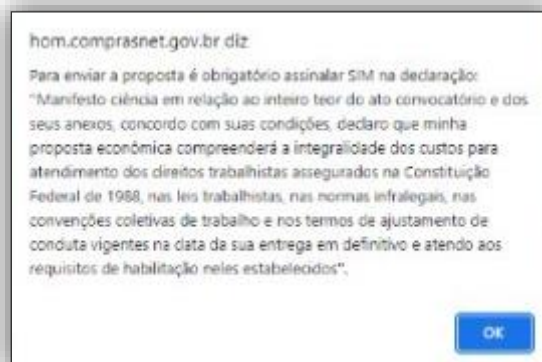 hom.comprasnet.gov.br diz
Para enviar a proposta é obrigatório assinalar SIM na declaração:
"Manifesto ciência em relação ao inteiro teor do ato convocatório e dos
seus anexos, concordo com suas condições, declaro que minha
proposta econômica compreenderá a integralidade dos custos para
atendimento dos direitos trabalhistas assegurados na Constituição
Federal de 1988, nas leis trabalhistas, nas normas infralegais, nas
convenções coletivas de trabalho e nos termos de ajustamento de
conduta vigentes na data da sua entrega em definitivo e atendo aos
requisitos de habilitação neles estabelecidos".
OK